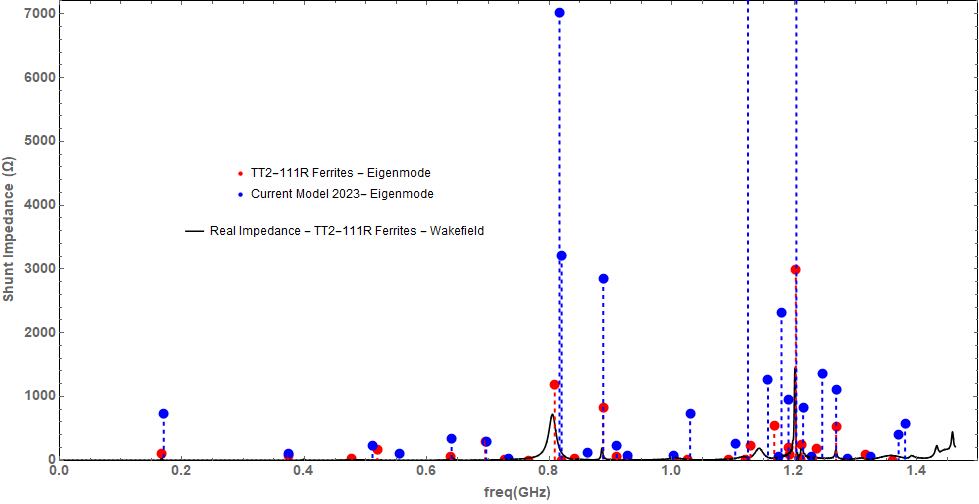 7000
6000
5000
4000
3000
2000
1000
0
Shunt Impedance (Ω)
TT2−111R Ferrites − Eigenmode
Current Model 2023− Eigenmode
Real Impedance − TT2−111R Ferrites − Wakefield
0.0 0.2 0.4 0.6 0.8 1.0 1.2 1.4
freq(GHz)